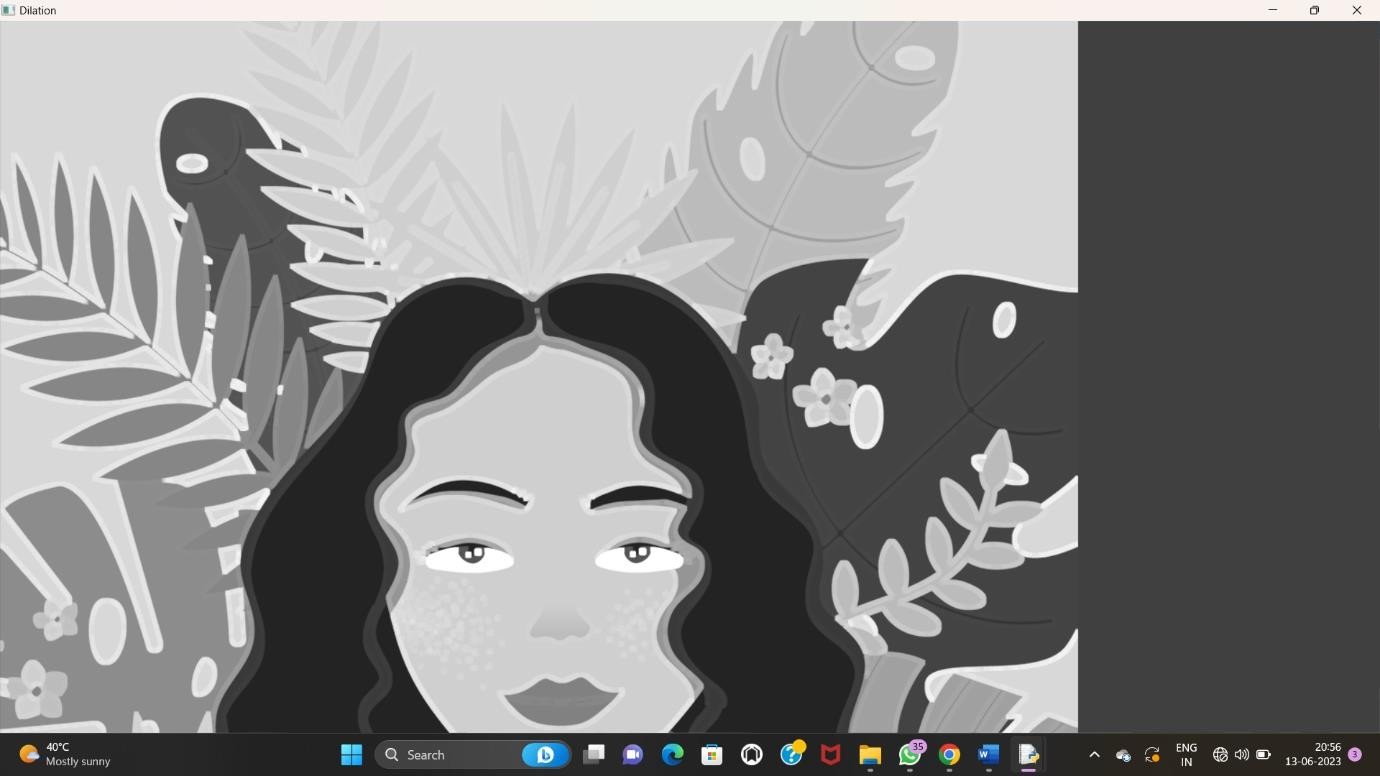 Dilation
40°C
Mostly sunny
Search
35
ENG
IN
20:56
13-06-2023
3